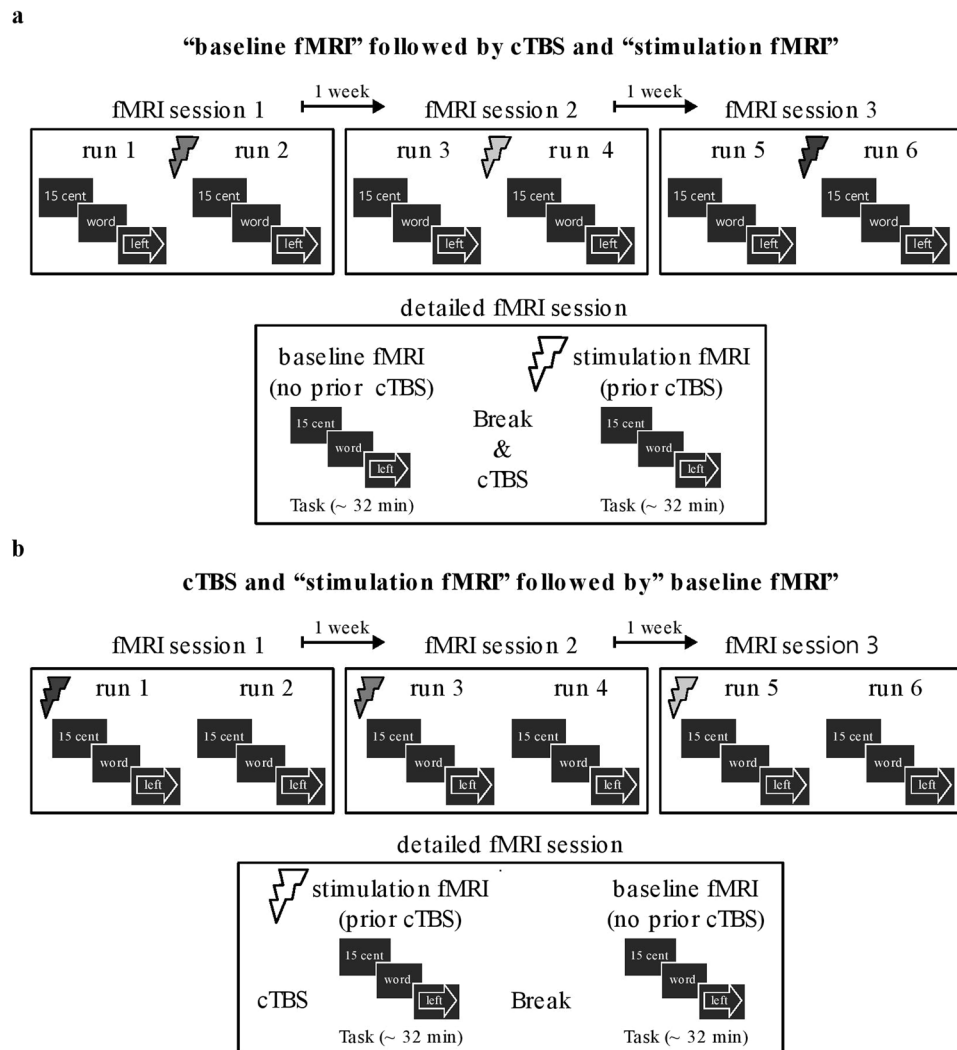 a
“baseline fMRI” followed by cTBS and “stimulation fMRI”
fMRI session 1 1 week fMRI session 2 1 week fMRI session 3
run 1 run 2 run 3 run 4 run 5 run 6
15 cent 15 cent 15 cent 15 cent 15 cent 15 cent
word word word word word word
left left left left left left
detailed fMRI session
baseline fMRI stimulation fMRI
(no prior cTBS) (prior cTBS)
15 cent Break 15 cent
word & word
left cTBS left
Task (~ 32 min) Task (~ 32 min)
b
cTBS and “stimulation fMRI” followed by” baseline fMRI”
fMRI session 1 1 week fMRI session 2 1 week fMRI session 3
run 1 run 2 run 3 run 4 run 5 run 6
15 cent 15 cent 15 cent 15 cent 15 cent 15 cent
word word word word word word
left left left left left left
detailed fMRI session
stimulation fMRI baseline fMRI
(prior cTBS) (no prior cTBS)
15 cent 15 cent
word word
cTBS left Break left
Task (~ 32 min) Task (~ 32 min)